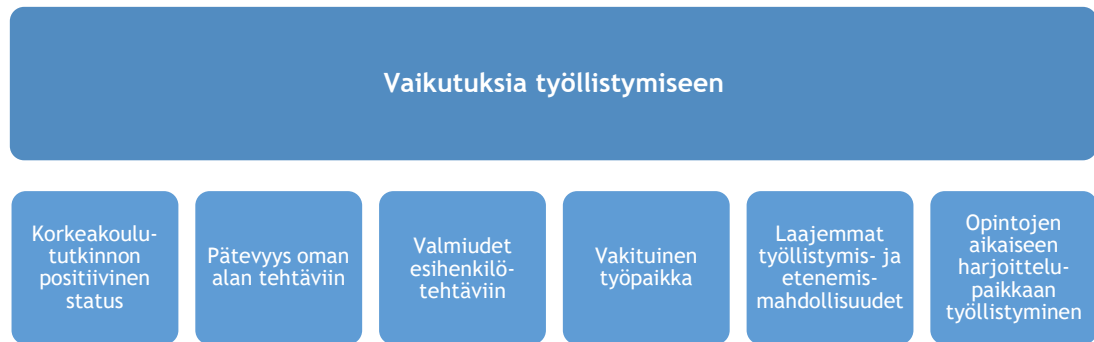 Vaikutuksia työllistymiseen
Korkeakoulu-
tutkinnon
positiivinen
status
Pätevyys oman
alan tehtäviin
Valmiudet
esihenkilö-
tehtäviin
Vakituinen
työpaikka
Laajemmat
työllistymis- ja
etenemis-
mahdollisuudet
Opintojen
aikaiseen
harjoittelu-
paikkaan
työllistyminen